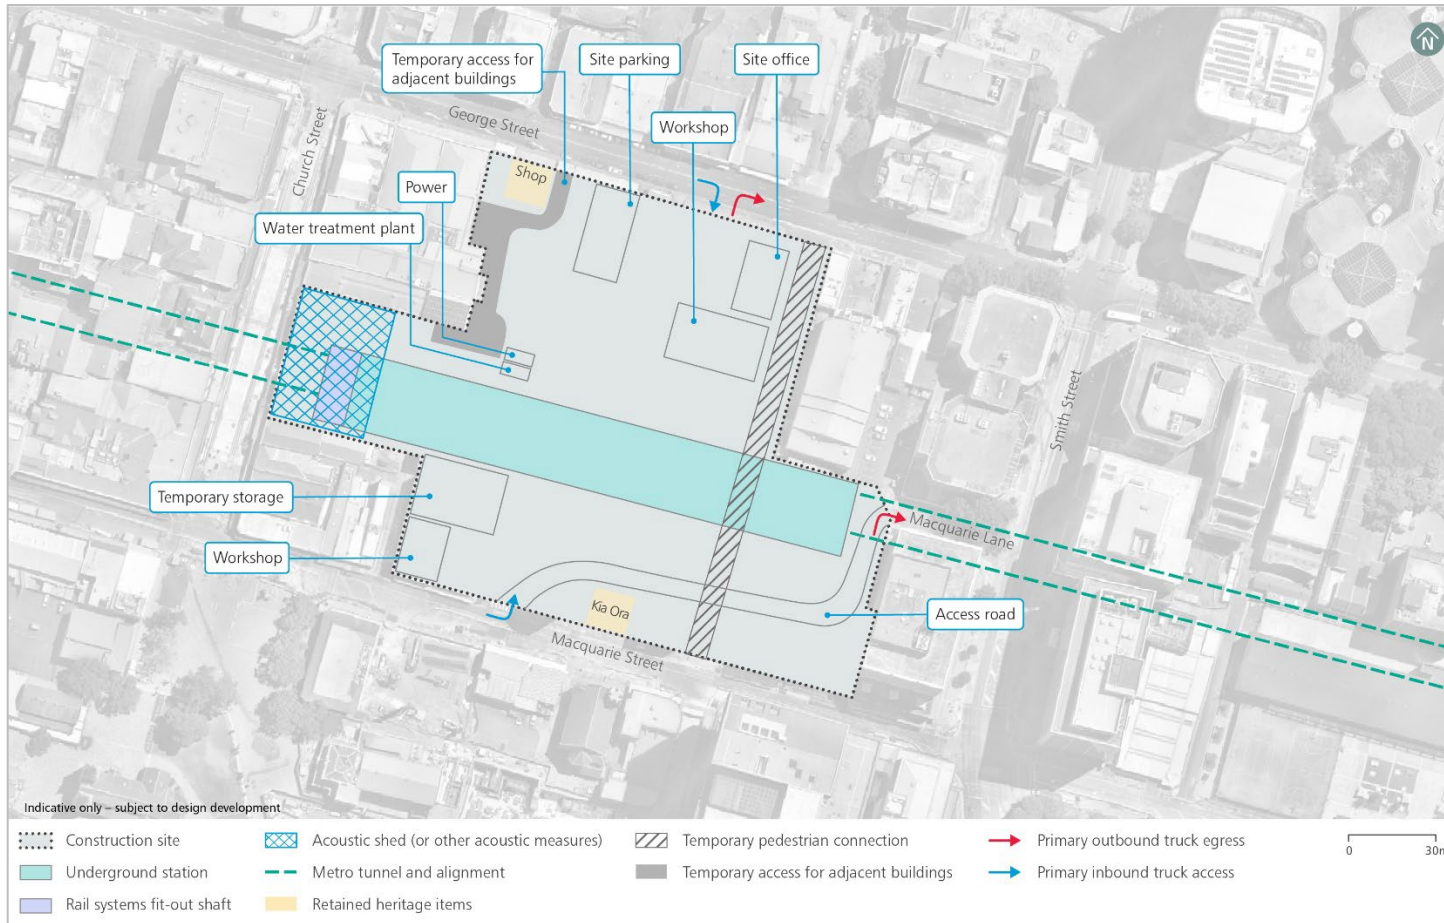 N
Temporary access for
adjacent buildings
Site parking
Site office
George Street
Workshop
Church Street
Shop
Power
Water treatment plant
Smith Street
Temporary storage
Macquarie Lane
Workshop
Kia Ora
Access road
Macquarie Street
Indicative only – subject to design development
Construction site
Acoustic shed (or other acoustic measures)
Temporary pedestrian connection
Primary outbound truck egress
0 30m
Underground station
Metro tunnel and alignment
Temporary access for adjacent buildings
Primary inbound truck access
Rail systems fit-out shaft
Retained heritage items